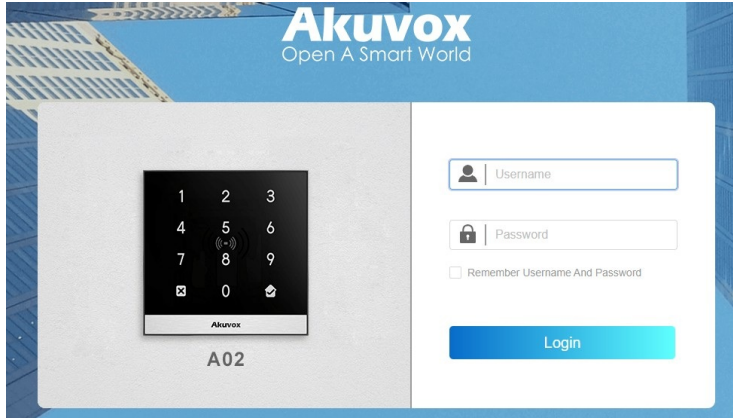 Akuvox
Open A Smart World
1 2 3
4 5 6
7 8 9
0
Akuvox
A02
Username
Password
Remember Username And Password
Login